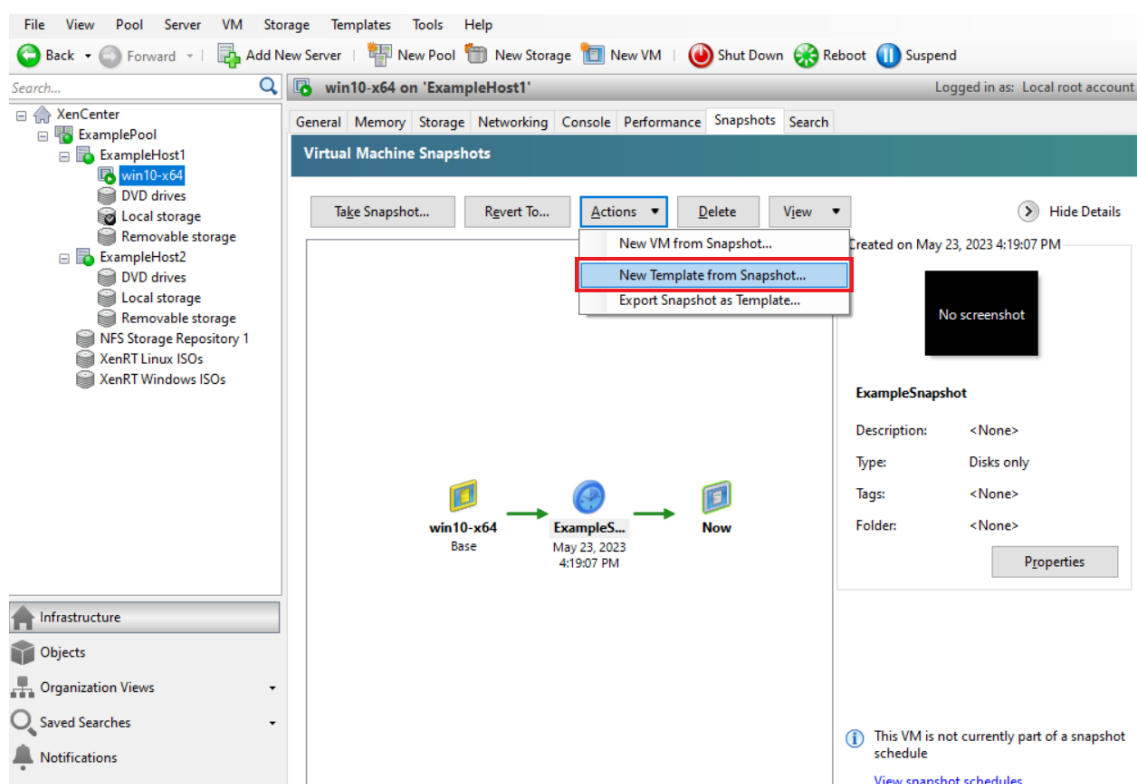 File View Pool Server VM Storage Templates Tools Help
Back Forward Add New Server New Pool New Storage New VM Shut Down Reboot Suspend
Search...
XenCenter
ExamplePool
ExampleHost1
win10-x64
DVD drives
Local storage
Removable storage
ExampleHost2
DVD drives
Local storage
Removable storage
NFS Storage Repository 1
XenRT Linux ISOs
XenRT Windows ISOs
Infrastructure
Objects
Organization Views
Saved Searches
Notifications
win10-x64 on 'ExampleHost1' Logged in as: Local root account
General Memory Storage Networking Console Performance Snapshots Search
Virtual Machine Snapshots
Take Snapshot... Revert To... Actions Delete View Hide Details
New VM from Snapshot...
New Template from Snapshot...
Export Snapshot as Template...
win10-x64
Base
ExampleS...
May 23, 2023
4:19:07 PM
Now
Created on May 23, 2023 4:19:07 PM
No screenshot
ExampleSnapshot
Description: <None>
Type: Disks only
Tags: <None>
Folder: <None>
Properties
This VM is not currently part of a snapshot
schedule
View snapshot schedules